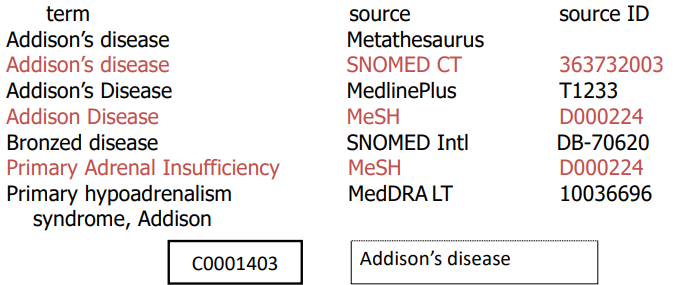 term source source ID
Addison’s disease Metathesaurus
Addison’s disease SNOMED CT 363732003
Addison’s Disease MedlinePlus T1233
Addison Disease MeSH D000224
Bronzed disease SNOMED Intl DB-70620
Primary Adrenal Insufficiency MeSH D000224
Primary hypoadrenalism MedDRA LT 10036696
syndrome, Addison
C0001403 Addison’s disease